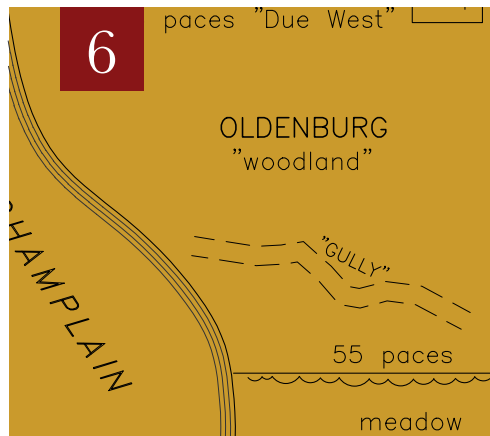 paces "Due West"
6
OLDENBURG
"woodland"
"GULLY"
HAMPLAIN
55 paces
meadow